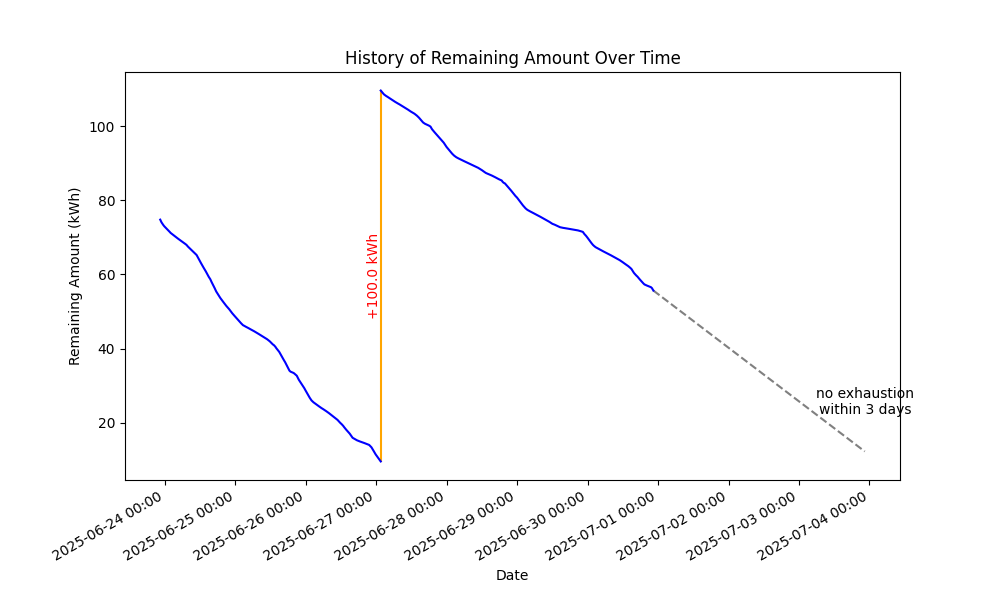 History of Remaining Amount Over Time
Remaining Amount (kWh)
100
80
60
40
20
+100.0 kWh
no exhaustion
within 3 days
2025-06-24 00:00
2025-06-25 00:00
2025-06-26 00:00
2025-06-27 00:00
2025-06-28 00:00
2025-06-29 00:00
2025-06-30 00:00
2025-07-01 00:00
2025-07-02 00:00
2025-07-03 00:00
2025-07-04 00:00
Date